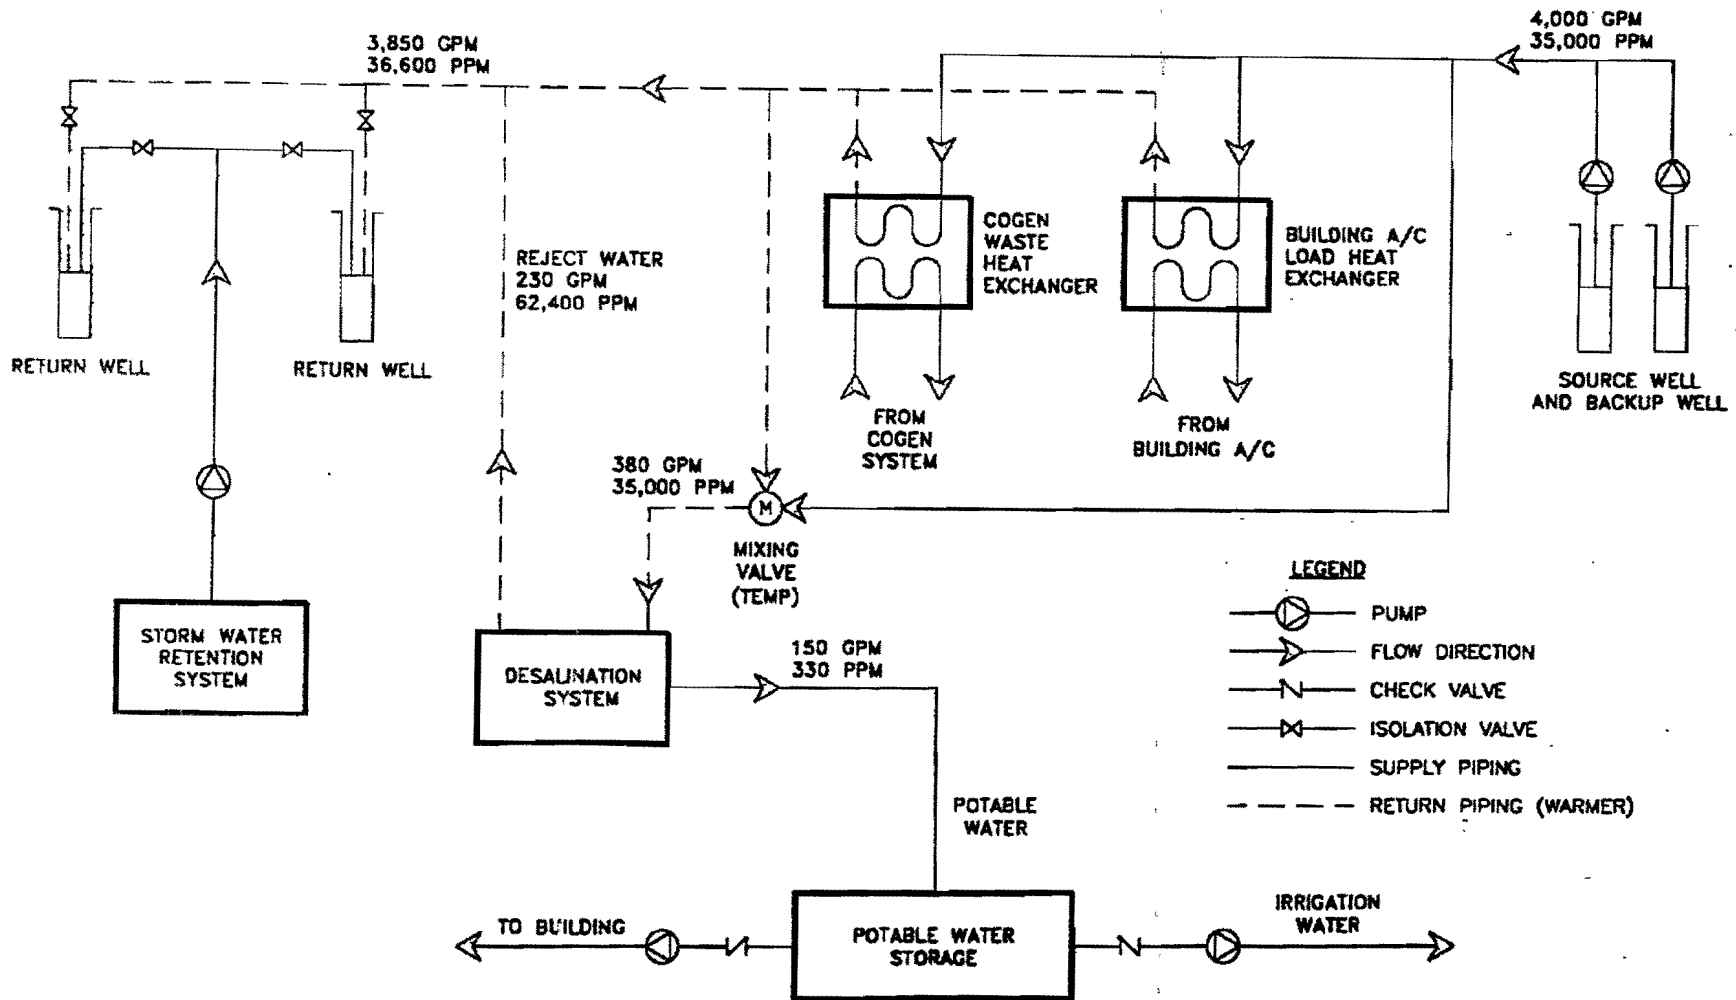 3,850 GPM
36,600 PPM
4,000 GPM
35,000 PPM
REJECT WATER
230 GPM
62,400 PPM
COGEN
WASTE
HEAT
EXCHANGER
BUILDING A/C
LOAD HEAT
EXCHANGER
RETURN WELL
RETURN WELL
SOURCE WELL
AND BACKUP WELL
FROM
COGEN
SYSTEM
FROM
BUILDING A/C
380 GPM
35,000 PPM
M
MIXING
VALVE
(TEMP)
STORM WATER
RETENTION
SYSTEM
DESALINATION
SYSTEM
150 GPM
330 PPM
LEGEND
PUMP
FLOW DIRECTION
CHECK VALVE
ISOLATION VALVE
SUPPLY PIPING
RETURN PIPING (WARMER)
POTABLE
WATER
TO BUILDING
POTABLE WATER
STORAGE
IRRIGATION
WATER